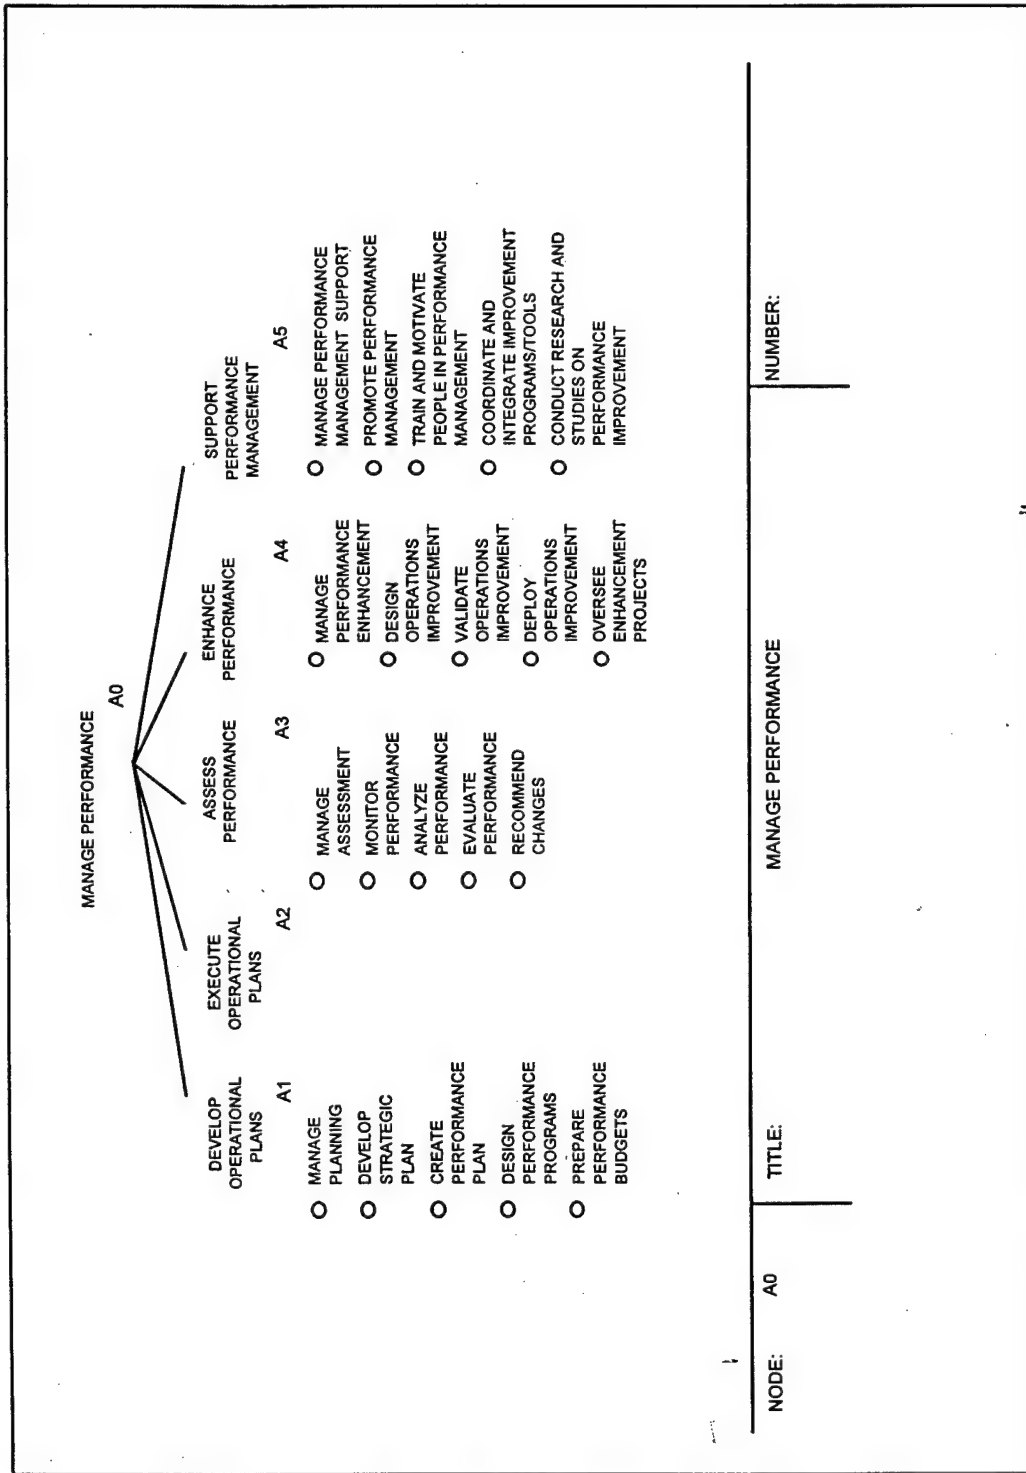 MANAGE PERFORMANCE
A0
DEVELOP
OPERATIONAL
PLANS
A1
MANAGE
PLANNING
DEVELOP
STRATEGIC
PLAN
CREATE
PERFORMANCE
PLAN
DESIGN
PERFORMANCE
PROGRAMS
PREPARE
PERFORMANCE
BUDGETS
EXECUTE
OPERATIONAL
PLANS
A2
ASSESS
PERFORMANCE
A3
MANAGE
ASSESSMENT
MONITOR
PERFORMANCE
ANALYZE
PERFORMANCE
EVALUATE
PERFORMANCE
RECOMMEND
CHANGES
ENHANCE
PERFORMANCE
A4
MANAGE
PERFORMANCE
ENHANCEMENT
DESIGN
OPERATIONS
IMPROVEMENT
VALIDATE
OPERATIONS
IMPROVEMENT
DEPLOY
OPERATIONS
IMPROVEMENT
OVERSEE
ENHANCEMENT
PROJECTS
SUPPORT
PERFORMANCE
MANAGEMENT
A5
MANAGE PERFORMANCE
MANAGEMENT SUPPORT
PROMOTE PERFORMANCE
MANAGEMENT
TRAIN AND MOTIVATE
PEOPLE IN PERFORMANCE
MANAGEMENT
COORDINATE AND
INTEGRATE IMPROVEMENT
PROGRAMS/TOOLS
CONDUCT RESEARCH AND
STUDIES ON
PERFORMANCE
IMPROVEMENT
NODE: A0
TITLE: MANAGE PERFORMANCE
NUMBER: